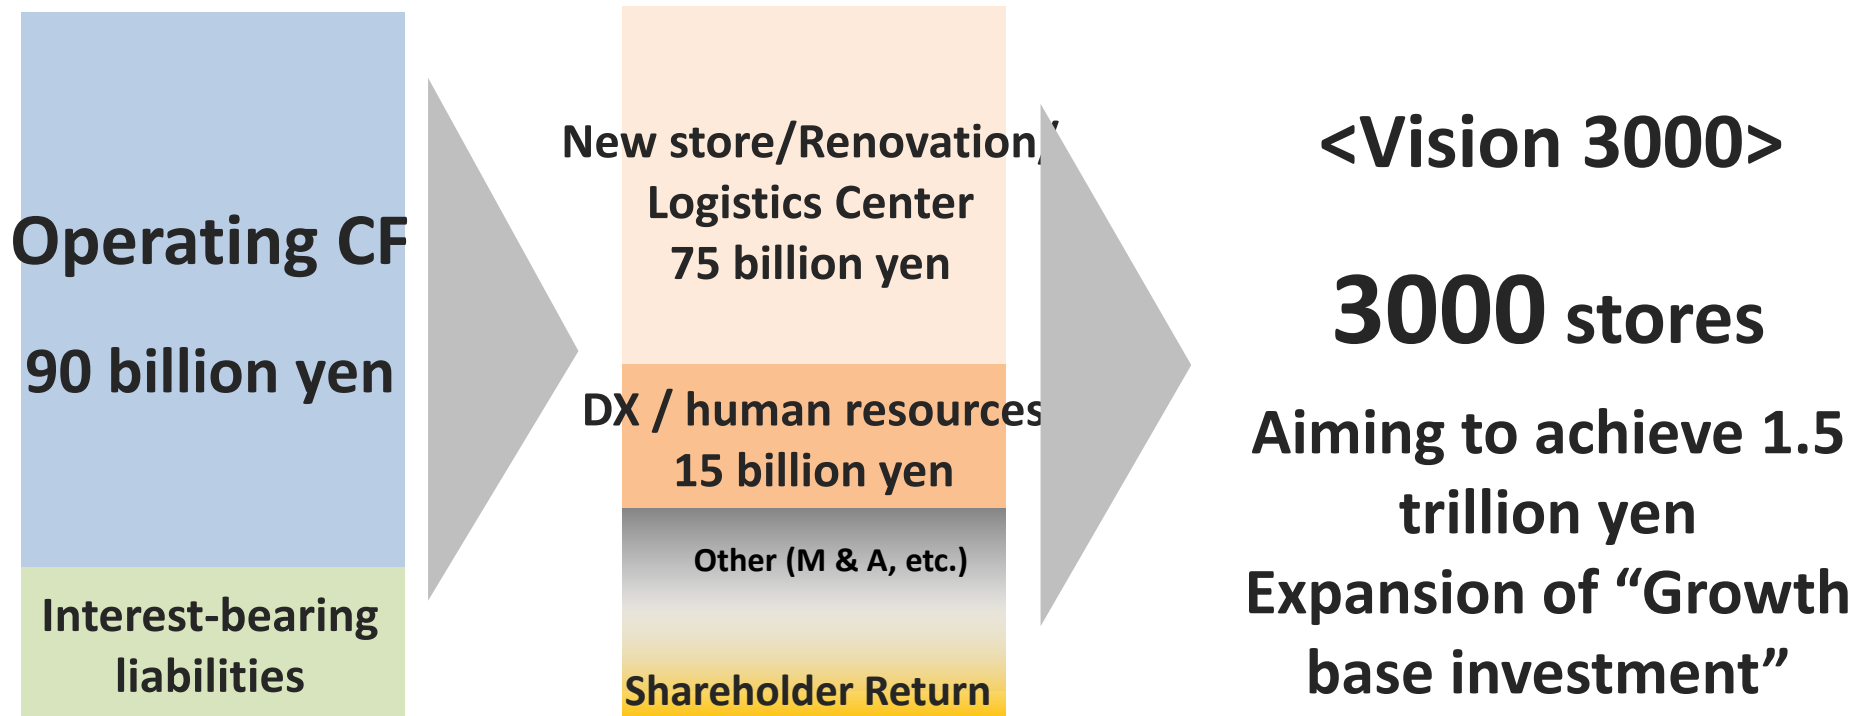 Operating CF
90 billion yen
Interest-bearing
liabilities
New store/Renovation/
Logistics Center
75 billion yen
DX / human resources
15 billion yen
Other (M & A, etc.)
Shareholder Return
<Vision 3000>
3000 stores
Aiming to achieve 1.5
trillion yen
Expansion of “Growth
base investment”